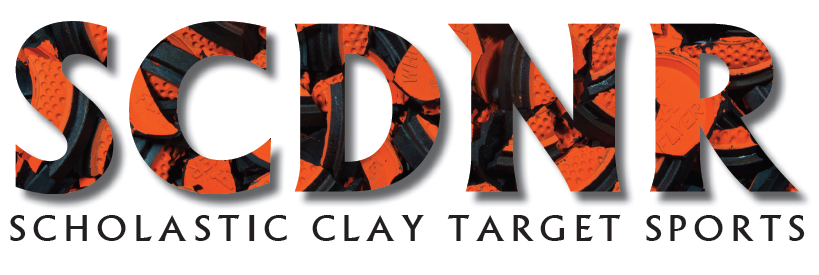 SCDNR
SCHOLASTIC CLAY TARGET SPORTS